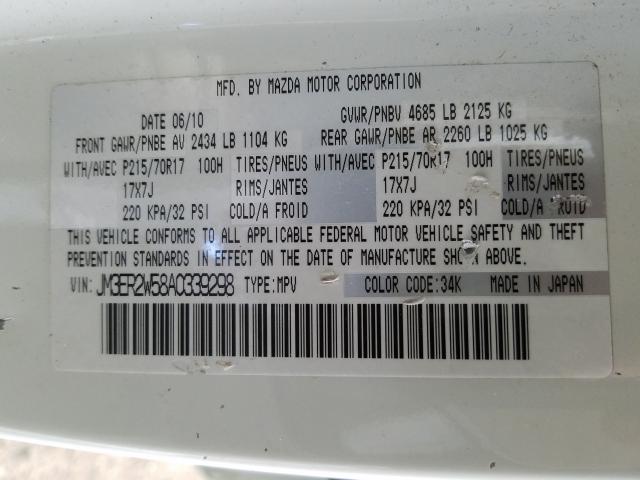 MFD. BY MAZDA MOTOR CORPORATION
DATE 06/10 GVWR/PNBV 4685 LB 2125 KG
FRONT GAWR/PNBE AV 2434 LB 1104 KG REAR GAWR/PNBE AR 2260 LB 1025 KG
WITH/AVEC P215/70R17 100H TIRES/PNEUS WITH/AVEC P215/70R17 100H TIRES/PNEUS
17X7J RIMS/JANTES 17X7J RIMS/JANTES
220 KPA/32 PSI COLD/A FROID 220 KPA/32 PSI COLD/A FROID
THIS VEHICLE CONFORMS TO ALL APPLICABLE FEDERAL MOTOR VEHICLE SAFETY AND THEFT
PREVENTION STANDARDS IN EFFECT ON THE DATE OF MANUFACTURE SHOWN ABOVE.
VIN: JM3ER2W58A0339298 TYPE:MPV COLOR CODE:34K MADE IN JAPAN